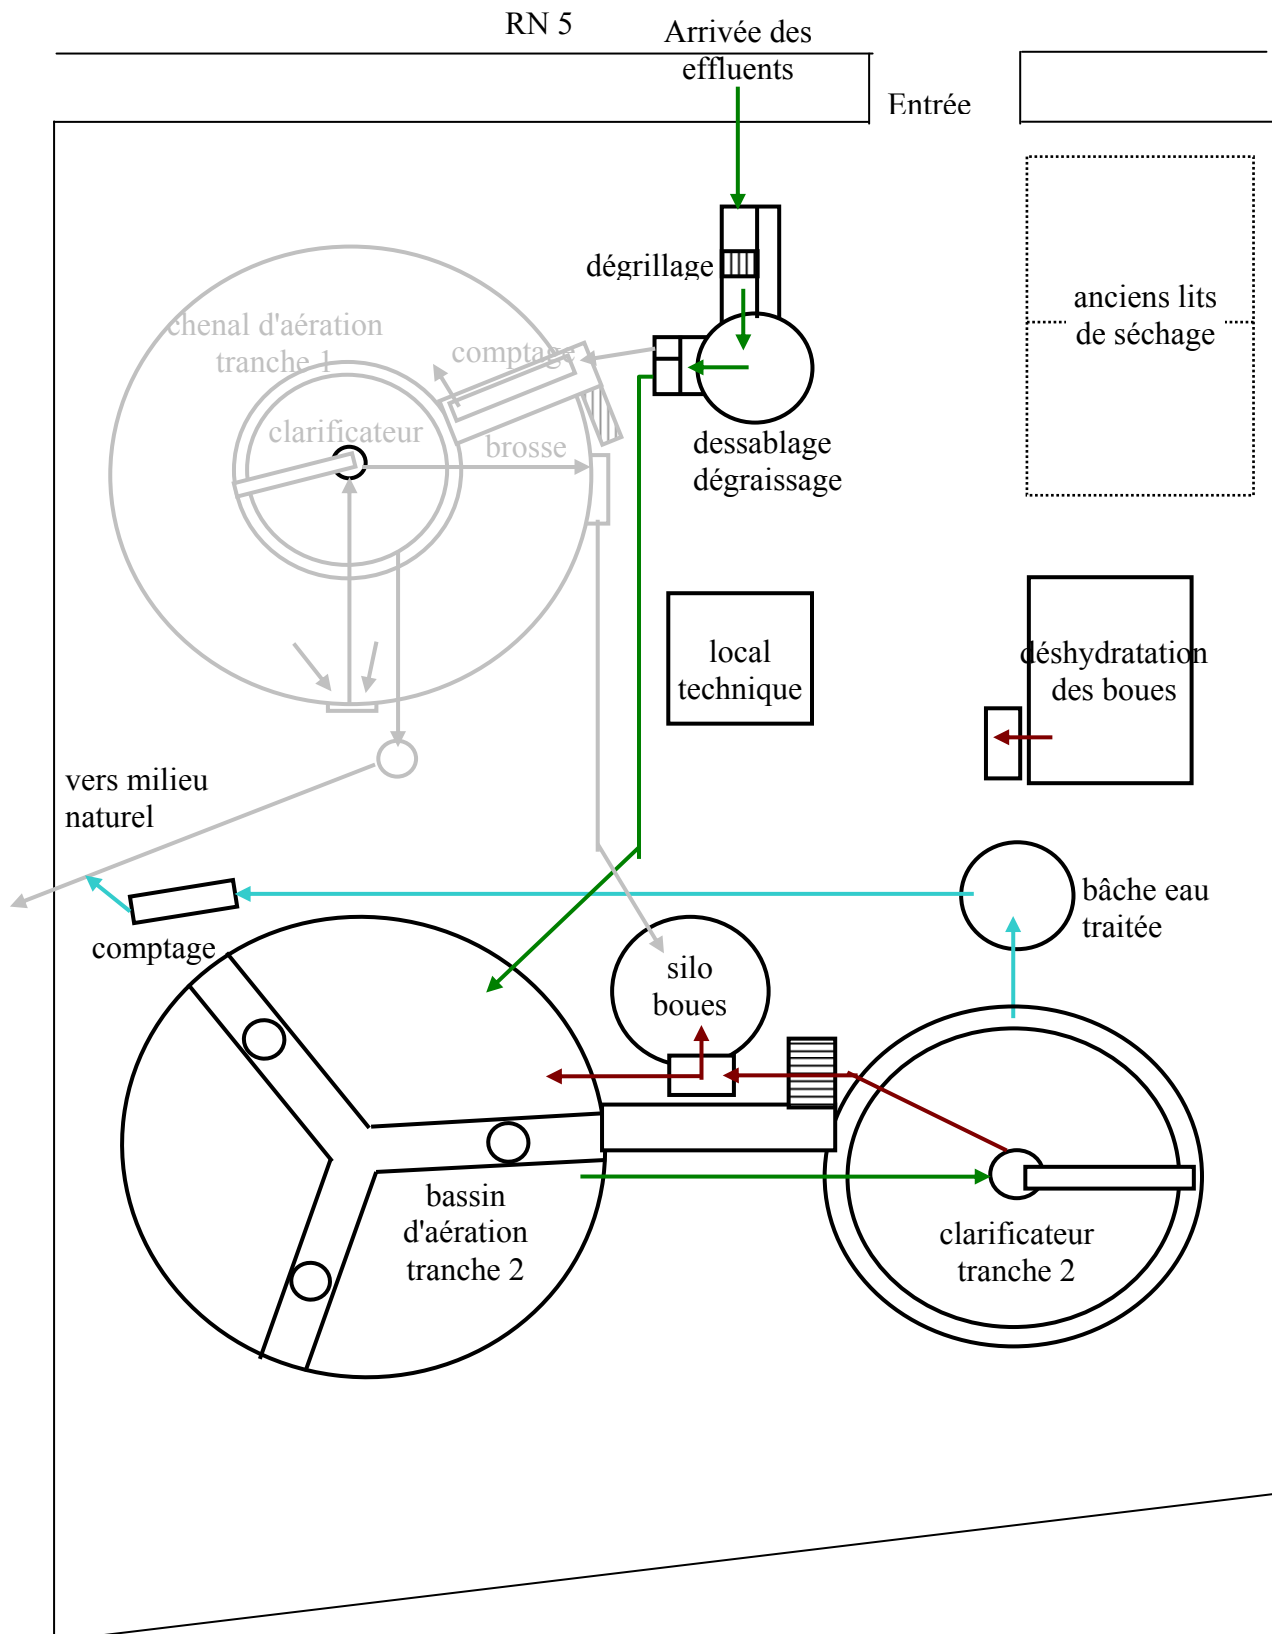 RN 5
Arrivée des
effluents
Entrée
dégrillage
anciens lits
de séchage
chenal d'aération
tranche 1
comptage
clarificateur
brosse
dessablage
dégraissage
local
technique
déshydratation
des boues
vers milieu
naturel
bâche eau
traitée
comptage
silo
boues
bassin
d'aération
tranche 2
clarificateur
tranche 2